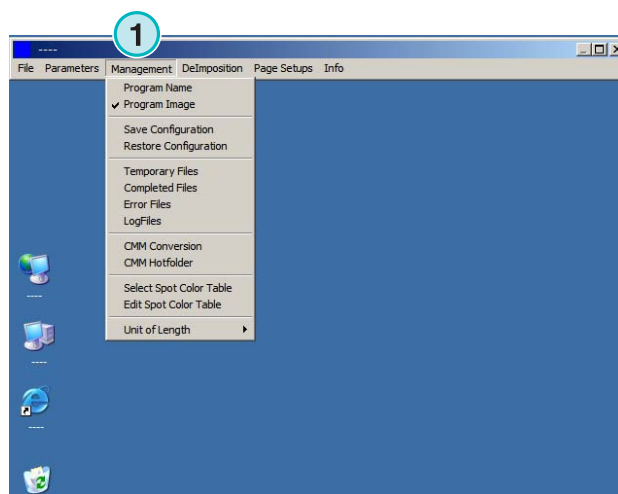 1
----
File Parameters Management DeImposition Page Setups Info
Program Name
Program Image
Save Configuration
Restore Configuration
Temporary Files
Completed Files
Error Files
LogFiles
CMM Conversion
CMM Hotfolder
Select Spot Color Table
Edit Spot Color Table
Unit of Length
----
----
----